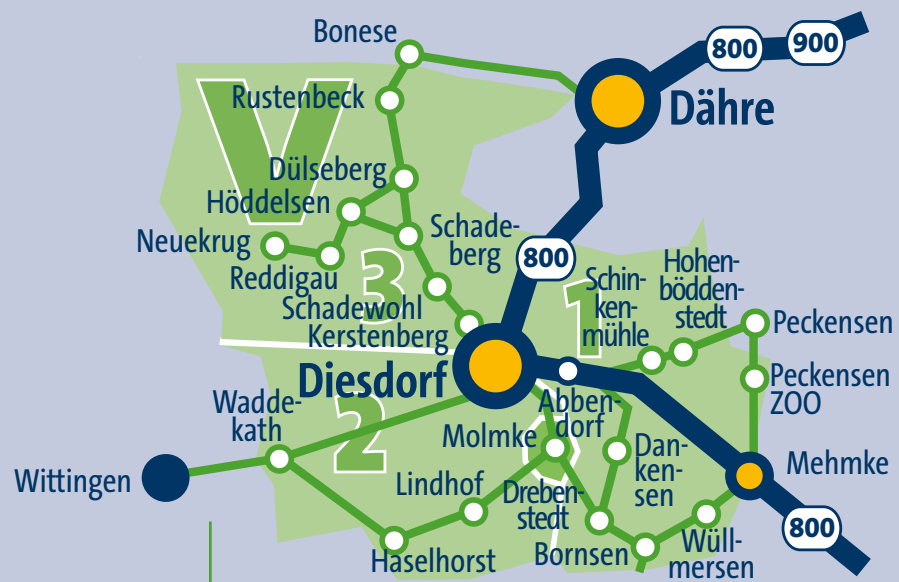 Bonese
800
900
V
Rustenbeck
Dähre
Dülseberg
Höddelsen
Neuekrug
Schade-
berg
Reddigau
3
800
Hohen-
böddens-
tedt
Schin-
ken-
mühle
1
Schadewohl
Kerstenberg
Peckensen
Diesdorf
Peckensen
ZOO
Wadde-
kath
2
Abben-
dorf
Molmke
Dan-
ken-
sen
Mehmke
Wittingen
Lindhof
Dreben-
stedt
800
Haselhorst
Bornsen
Wüll-
mersen